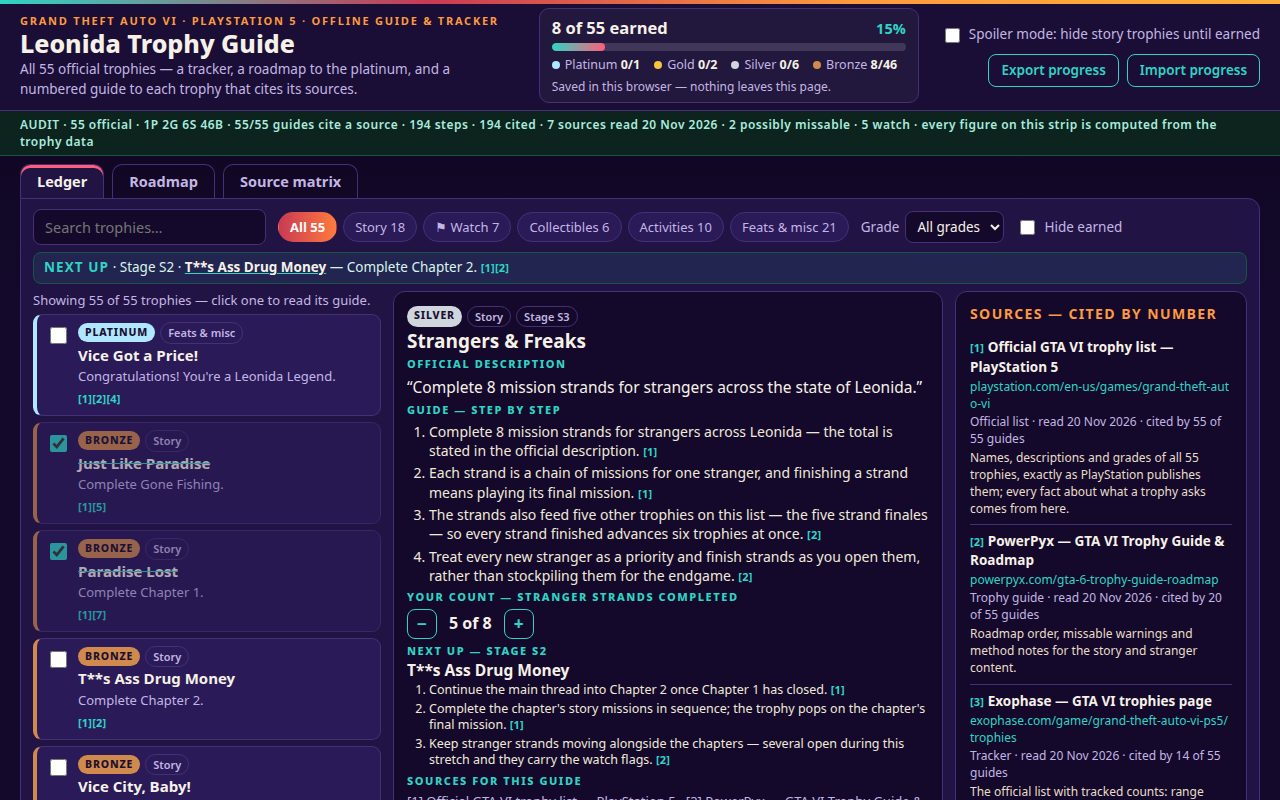 GRAND THEFT AUTO VI · PLAYSTATION 5 · OFFLINE GUIDE & TRACKER
Leonida Trophy Guide
All 55 official trophies — a tracker, a roadmap to the platinum, and a
numbered guide to each trophy that cites its sources.
8 of 55 earned 15%
Platinum 0/1 Gold 0/2 Silver 0/6 Bronze 8/46
Saved in this browser — nothing leaves this page.
Spoiler mode: hide story trophies until earned
Export progress Import progress
AUDIT · 55 official · 1P 2G 6S 46B · 55/55 guides cite a source · 194 steps · 194 cited · 7 sources read 20 Nov 2026 · 2 possibly missable · 5 watch · every figure on this strip is computed from the
trophy data
Ledger Roadmap Source matrix
Search trophies... All 55 Story 18 ⚑ Watch 7 Collectibles 6 Activities 10 Feats & misc 21 Grade All grades Hide earned
NEXT UP · Stage S2 · T**s Ass Drug Money — Complete Chapter 2. [1][2]
Showing 55 of 55 trophies — click one to read its guide.
PLATINUM Feats & misc
Vice Got a Price!
Congratulations! You're a Leonida Legend.
[1][2][4]
BRONZE Story
Just Like Paradise
Complete Gone Fishing.
[1][5]
BRONZE Story
Paradise Lost
Complete Chapter 1.
[1][7]
BRONZE Story
T**s Ass Drug Money
Complete Chapter 2.
[1][2]
BRONZE Story
Vice City, Baby!
SILVER Story Stage S3
Strangers & Freaks
OFFICIAL DESCRIPTION
“Complete 8 mission strands for strangers across the state of Leonida.”
GUIDE — STEP BY STEP
1. Complete 8 mission strands for strangers across Leonida — the total is
stated in the official description. [1]
2. Each strand is a chain of missions for one stranger, and finishing a strand
means playing its final mission. [1]
3. The strands also feed five other trophies on this list — the five strand finales
— so every strand finished advances six trophies at once. [2]
4. Treat every new stranger as a priority and finish strands as you open them,
rather than stockpiling them for the endgame. [2]
YOUR COUNT — STRANGER STRANDS COMPLETED
− 5 of 8 +
NEXT UP — STAGE S2
T**s Ass Drug Money
1. Continue the main thread into Chapter 2 once Chapter 1 has closed. [1]
2. Complete the chapter's story missions in sequence; the trophy pops on the chapter's
final mission. [1]
3. Keep stranger strands moving alongside the chapters — several open during this
stretch and they carry the watch flags. [2]
SOURCES FOR THIS GUIDE
[1] Official GTA VI trophy list — PlayStation 5 · [2] PowerPyx — GTA VI Trophy Guide &
SOURCES — CITED BY NUMBER
[1] Official GTA VI trophy list —
PlayStation 5
playstation.com/en-us/games/grand-theft-aut
o-vi
Official list · read 20 Nov 2026 · cited by 55 of
55 guides
Names, descriptions and grades of all 55
trophies, exactly as PlayStation publishes
them; every fact about what a trophy asks
comes from here.
[2] PowerPyx — GTA VI Trophy Guide &
Roadmap
powerpyx.com/gta-6-trophy-guide-roadmap
Trophy guide · read 20 Nov 2026 · cited by 20
of 55 guides
Roadmap order, missable warnings and
method notes for the story and stranger
content.
[3] Exophase — GTA VI trophies page
exophase.com/game/grand-theft-auto-vi-ps5/
trophies
Tracker · read 20 Nov 2026 · cited by 14 of 55
guides
The official list with tracked counts: range